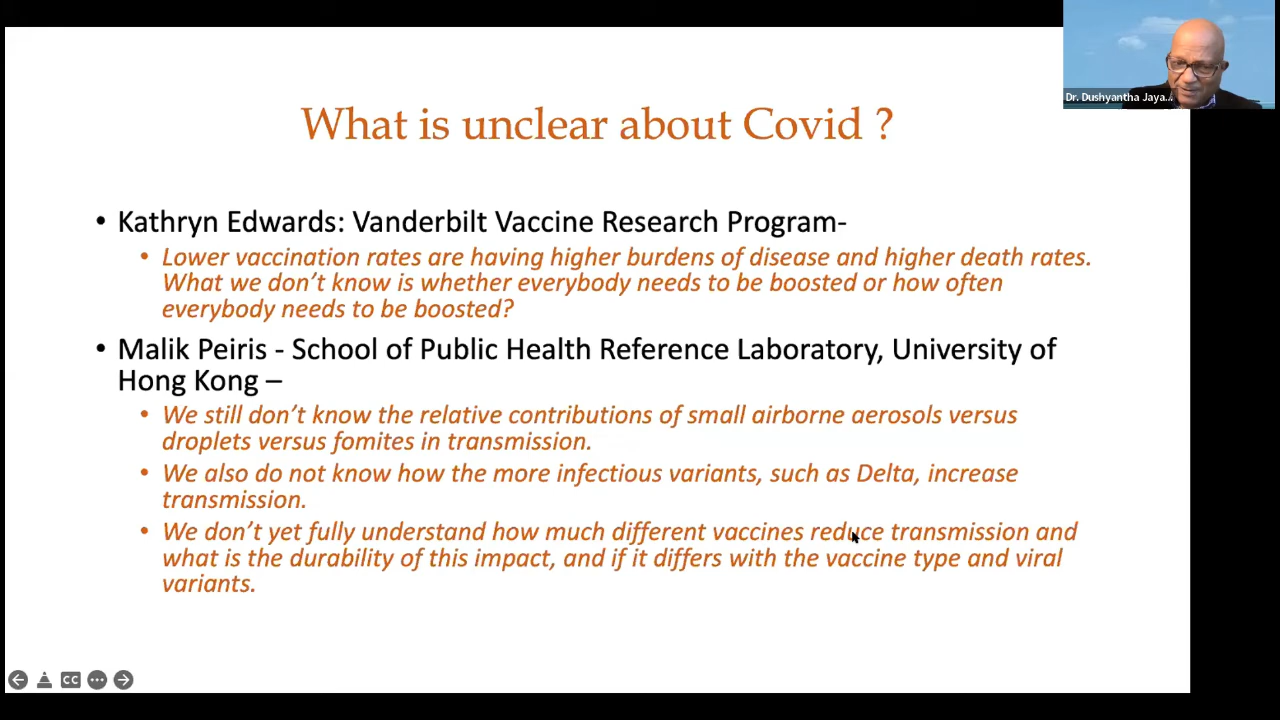 Dr. Dushyantha Jaya...
What is unclear about Covid ?
• Kathryn Edwards: Vanderbilt Vaccine Research Program-
• Lower vaccination rates are having higher burdens of disease and higher death rates.
What we don't know is whether everybody needs to be boosted or how often
everybody needs to be boosted?
• Malik Peiris - School of Public Health Reference Laboratory, University of
Hong Kong –
• We still don't know the relative contributions of small airborne aerosols versus
droplets versus fomites in transmission.
• We also do not know how the more infectious variants, such as Delta, increase
transmission.
• We don't yet fully understand how much different vaccines reduce transmission and
what is the durability of this impact, and if it differs with the vaccine type and viral
variants.
CC